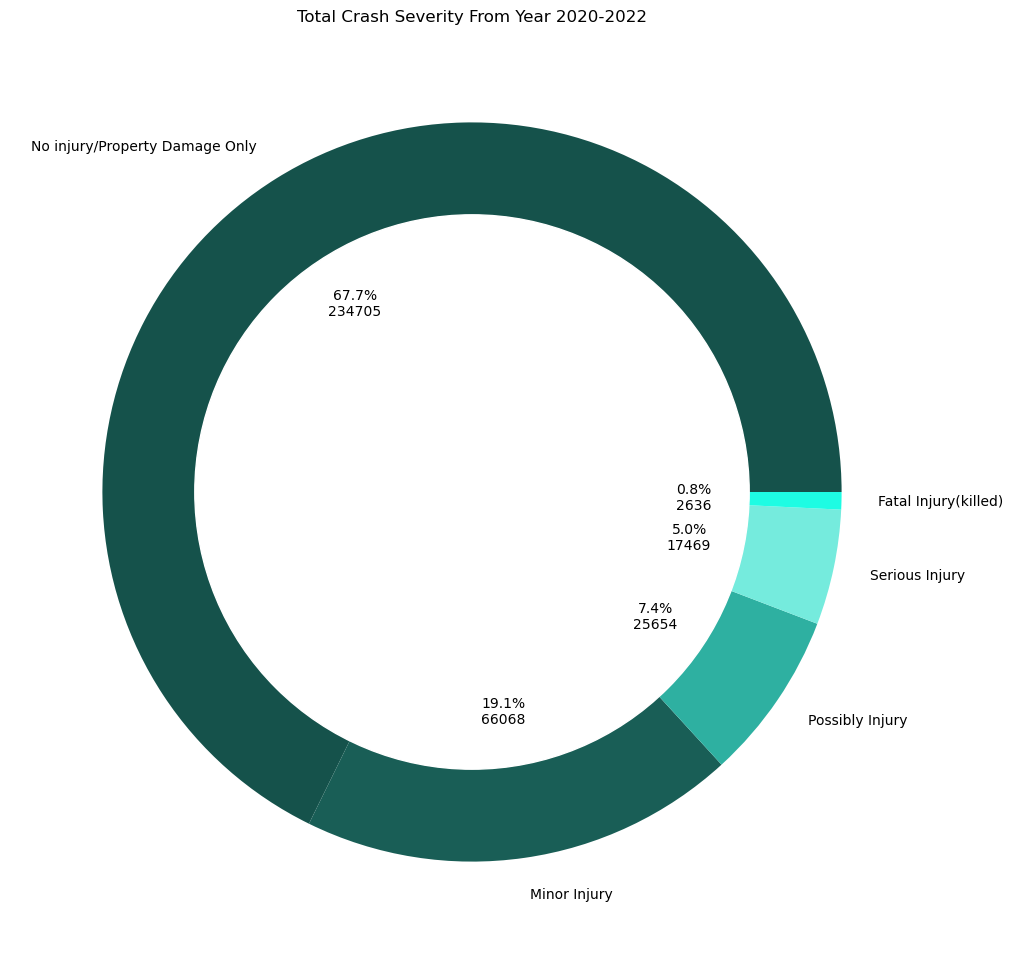 Total Crash Severity From Year 2020-2022
No injury/Property Damage Only
67.7%
234705
0.8%
2636
Fatal Injury(killed)
5.0%
17469
Serious Injury
7.4%
25654
Possibly Injury
19.1%
66068
Minor Injury